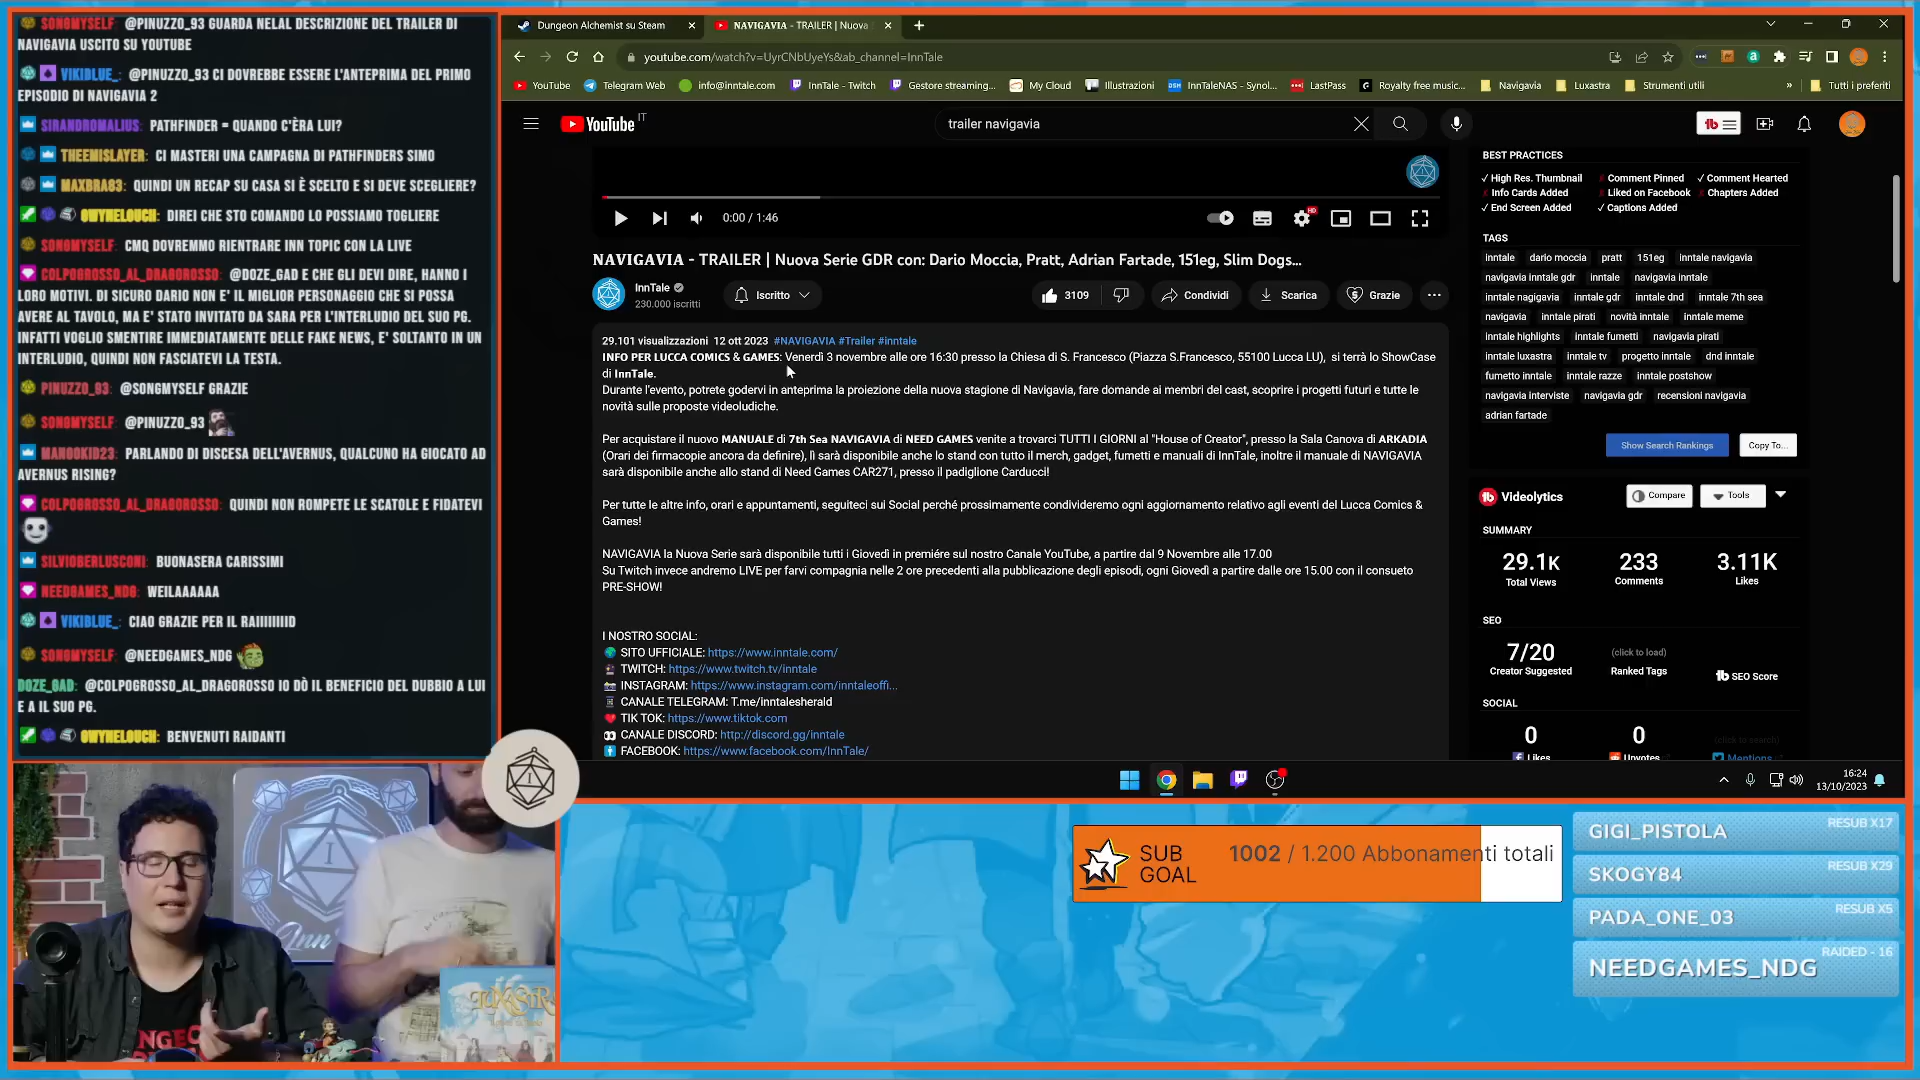 SONGMYSELF: @PINUZZO_93 GUARDA NELAL DESCRIZIONE DEL TRAILER DI
NAVIGAVIA USCITO SU YOUTUBE
VIKIBLUE_: @PINUZZO_93 CI DOVREBBE ESSERE L'ANTEPRIMA DEL PRIMO
EPISODIO DI NAVIGAVIA 2
SIRANDROMALIUS: PATHFINDER = QUANDO C'ÈRA LUI?
THEEMISLAYER: CI MASTERI UNA CAMPAGNA DI PATHFINDERS SIMO
MAXBRA83: QUINDI UN RECAP SU CASA SI È SCELTO E SI DEVE SCEGLIERE?
OWYNELOUCH: DIREI CHE STO COMANDO LO POSSIAMO TOGLIERE
SONGMYSELF: CMQ DOVREMMO RIENTRARE INN TOPIC CON LA LIVE
COLPOGROSSO_AL_DRAGOROSSO: @DOZE_GAD E CHE GLI DEVI DIRE, HANNO I
LORO MOTIVI. DI SICURO DARIO NON E' IL MIGLIOR PERSONAGGIO CHE SI POSSA
AVERE AL TAVOLO, MA E' STATO INVITATO DA SARA PER L'INTERLUDIO DEL SUO PG.
INFATTI VOGLIO SMENTIRE IMMEDIATAMENTE DELLE FAKE NEWS, E' SOLTANTO IN UN
INTERLUDIO, QUINDI NON FASCIATEVI LA TESTA.
PINUZZO_93: @SONGMYSELF GRAZIE
SONGMYSELF: @PINUZZO_93
MANOOKID23: PARLANDO DI DISCESA DELL'AVERNUS, QUALCUNO HA GIOCATO AD
AVERNUS RISING?
COLPOGROSSO_AL_DRAGOROSSO: QUINDI NON ROMPETE LE SCATOLE E FIDATEVI
SILVIOBERLUSCONI: BUONASERA CARISSIMI
NEEDGAMES_NDG: WEILAAAAAA
VIKIBLUE_: CIAO GRAZIE PER IL RAIIIIIIID
SONGMYSELF: @NEEDGAMES_NDG
DOZE_GAD: @COLPOGROSSO_AL_DRAGOROSSO IO DÒ IL BENEFICIO DEL DUBBIO A LUI
E A IL SUO PG.
OWYNELOUCH: BENVENUTI RAIDANTI
Dungeon Alchemist su Steam
NAVIGAVIA - TRAILER | Nuova
youtube.com/watch?v=UyrCNbUyeYs&ab_channel=InnTale
YouTube Telegram Web info@inntale.com InnTale - Twitch Gestore streaming... My Cloud Illustrazioni InnTaleNAS - Synol... LastPass Royalty free music... Navigavia Luxastra Strumenti utili » Tutti i preferiti
YouTube IT
trailer navigavia
0:00 / 1:46
NAVIGAVIA - TRAILER | Nuova Serie GDR con: Dario Moccia, Pratt, Adrian Fartade, 151eg, Slim Dogs...
InnTale
230.000 iscritti
Iscritto
3109
Condividi
Scarica
Grazie
29.101 visualizzazioni 12 ott 2023 #NAVIGAVIA #Trailer #inntale
INFO PER LUCCA COMICS & GAMES: Venerdì 3 novembre alle ore 16:30 presso la Chiesa di S. Francesco (Piazza S.Francesco, 55100 Lucca LU), si terrà lo ShowCase
di InnTale.
Durante l'evento, potrete godervi in anteprima la proiezione della nuova stagione di Navigavia, fare domande ai membri del cast, scoprire i progetti futuri e tutte le
novità sulle proposte videoludiche.
Per acquistare il nuovo MANUALE di 7th Sea NAVIGAVIA di NEED GAMES venite a trovarci TUTTI I GIORNI al "House of Creator", presso la Sala Canova di ARKADIA
(Orari dei firmacopie ancora da definire), lì sarà disponibile anche lo stand con tutto il merch, gadget, fumetti e manuali di InnTale, inoltre il manuale di NAVIGAVIA
sarà disponibile anche allo stand di Need Games CAR271, presso il padiglione Carducci!
Per tutte le altre info, orari e appuntamenti, seguiteci sui Social perché prossimamente condivideremo ogni aggiornamento relativo agli eventi del Lucca Comics &
Games!
NAVIGAVIA la Nuova Serie sarà disponibile tutti i Giovedì in première sul nostro Canale YouTube, a partire dal 9 Novembre alle 17.00
Su Twitch invece andremo LIVE per farvi compagnia nelle 2 ore precedenti alla pubblicazione degli episodi, ogni Giovedì a partire dalle ore 15.00 con il consueto
PRE-SHOW!
I NOSTRO SOCIAL:
SITO UFFICIALE: https://www.inntale.com/
TWITCH: https://www.twitch.tv/inntale
INSTAGRAM: https://www.instagram.com/inntaleoffi...
CANALE TELEGRAM: T.me/inntalesherald
TIK TOK: https://www.tiktok.com
CANALE DISCORD: http://discord.gg/inntale
FACEBOOK: https://www.facebook.com/InnTale/
BEST PRACTICES
✓ High Res. Thumbnail Comment Pinned ✓ Comment Hearted
Info Cards Added Liked on Facebook Chapters Added
✓ End Screen Added ✓ Captions Added
TAGS
inntale dario moccia pratt 151eg inntale navigavia
navigavia inntale gdr inntale navigavia inntale
inntale nagigavia inntale gdr inntale dnd inntale 7th sea
navigavia inntale pirati novità inntale inntale meme
inntale highlights inntale fumetti navigavia pirati
inntale luxastra inntale tv progetto inntale dnd inntale
fumetto inntale inntale razze inntale postshow
navigavia interviste navigavia gdr recensioni navigavia
adrian fartade
Show Search Rankings
Copy To...
Videolytics
Compare
Tools
SUMMARY
29.1K 233 3.11K
Total Views Comments Likes
SEO
7/20 (click to load)
Creator Suggested Ranked Tags SEO Score
SOCIAL
0 0 (click to search)
Likes Upvotes Mentions
16:24
13/10/2023
SUB
GOAL
1002 / 1.200 Abbonamenti totali
GIGI_PISTOLA RESUB X17
SKOGY84 RESUB X29
PADA_ONE_03 RESUB X5
NEEDGAMES_NDG RAIDED - 16